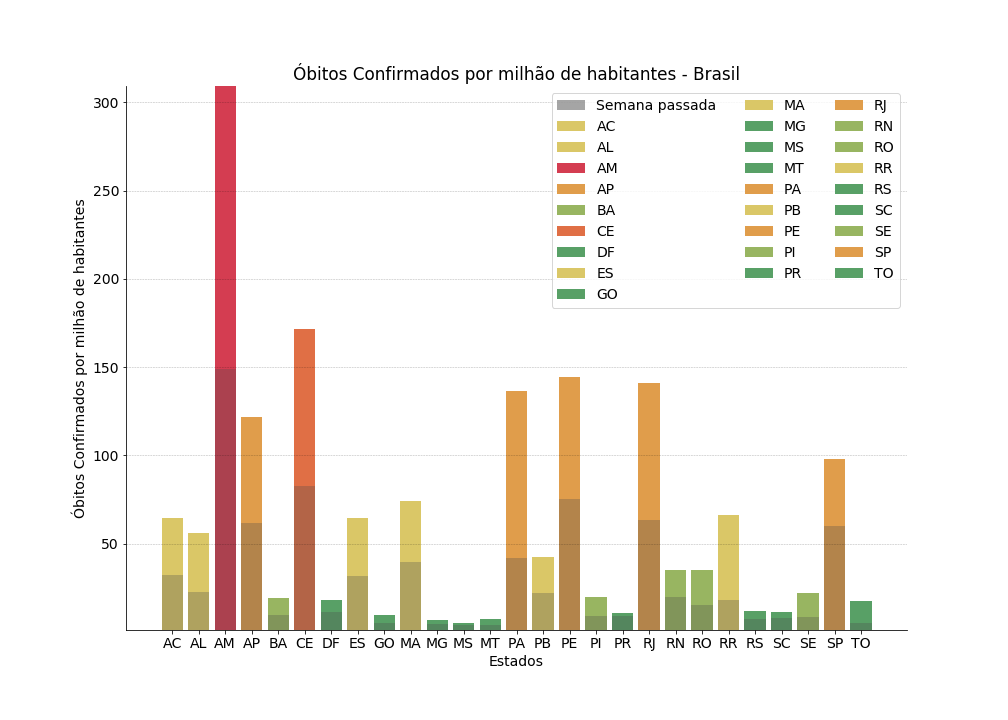 Óbitos Confirmados por milhão de habitantes - Brasil
Óbitos Confirmados por milhão de habitantes
300
250
200
150
100
50
Semana passada
AC
AL
AM
AP
BA
CE
DF
ES
GO
MA
MG
MS
MT
PA
PB
PE
PI
PR
RJ
RN
RO
RR
RS
SC
SE
SP
TO
AC AL AM AP BA CE DF ES GO MA MG MS MT PA PB PE PI PR RJ RN RO RR RS SC SE SP TO
Estados